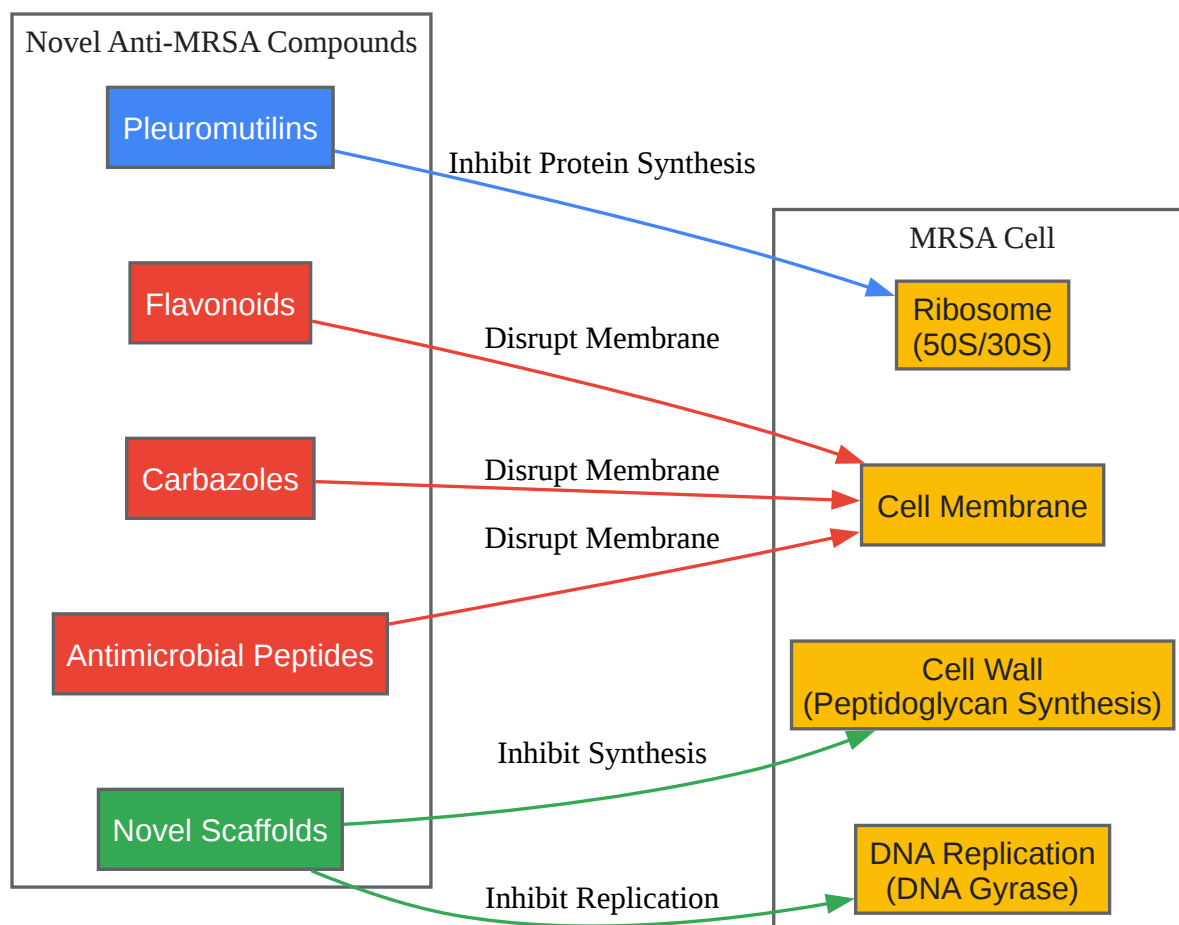 Novel Anti-MRSA Compounds
Pleuromutilins
Flavonoids
Carbazoles
Antimicrobial Peptides
Novel Scaffolds
Inhibit Protein Synthesis
Disrupt Membrane
Disrupt Membrane
Disrupt Membrane
Inhibit Synthesis
Inhibit Replication
MRSA Cell
Ribosome
(50S/30S)
Cell Membrane
Cell Wall
(Peptidoglycan Synthesis)
DNA Replication
(DNA Gyrase)